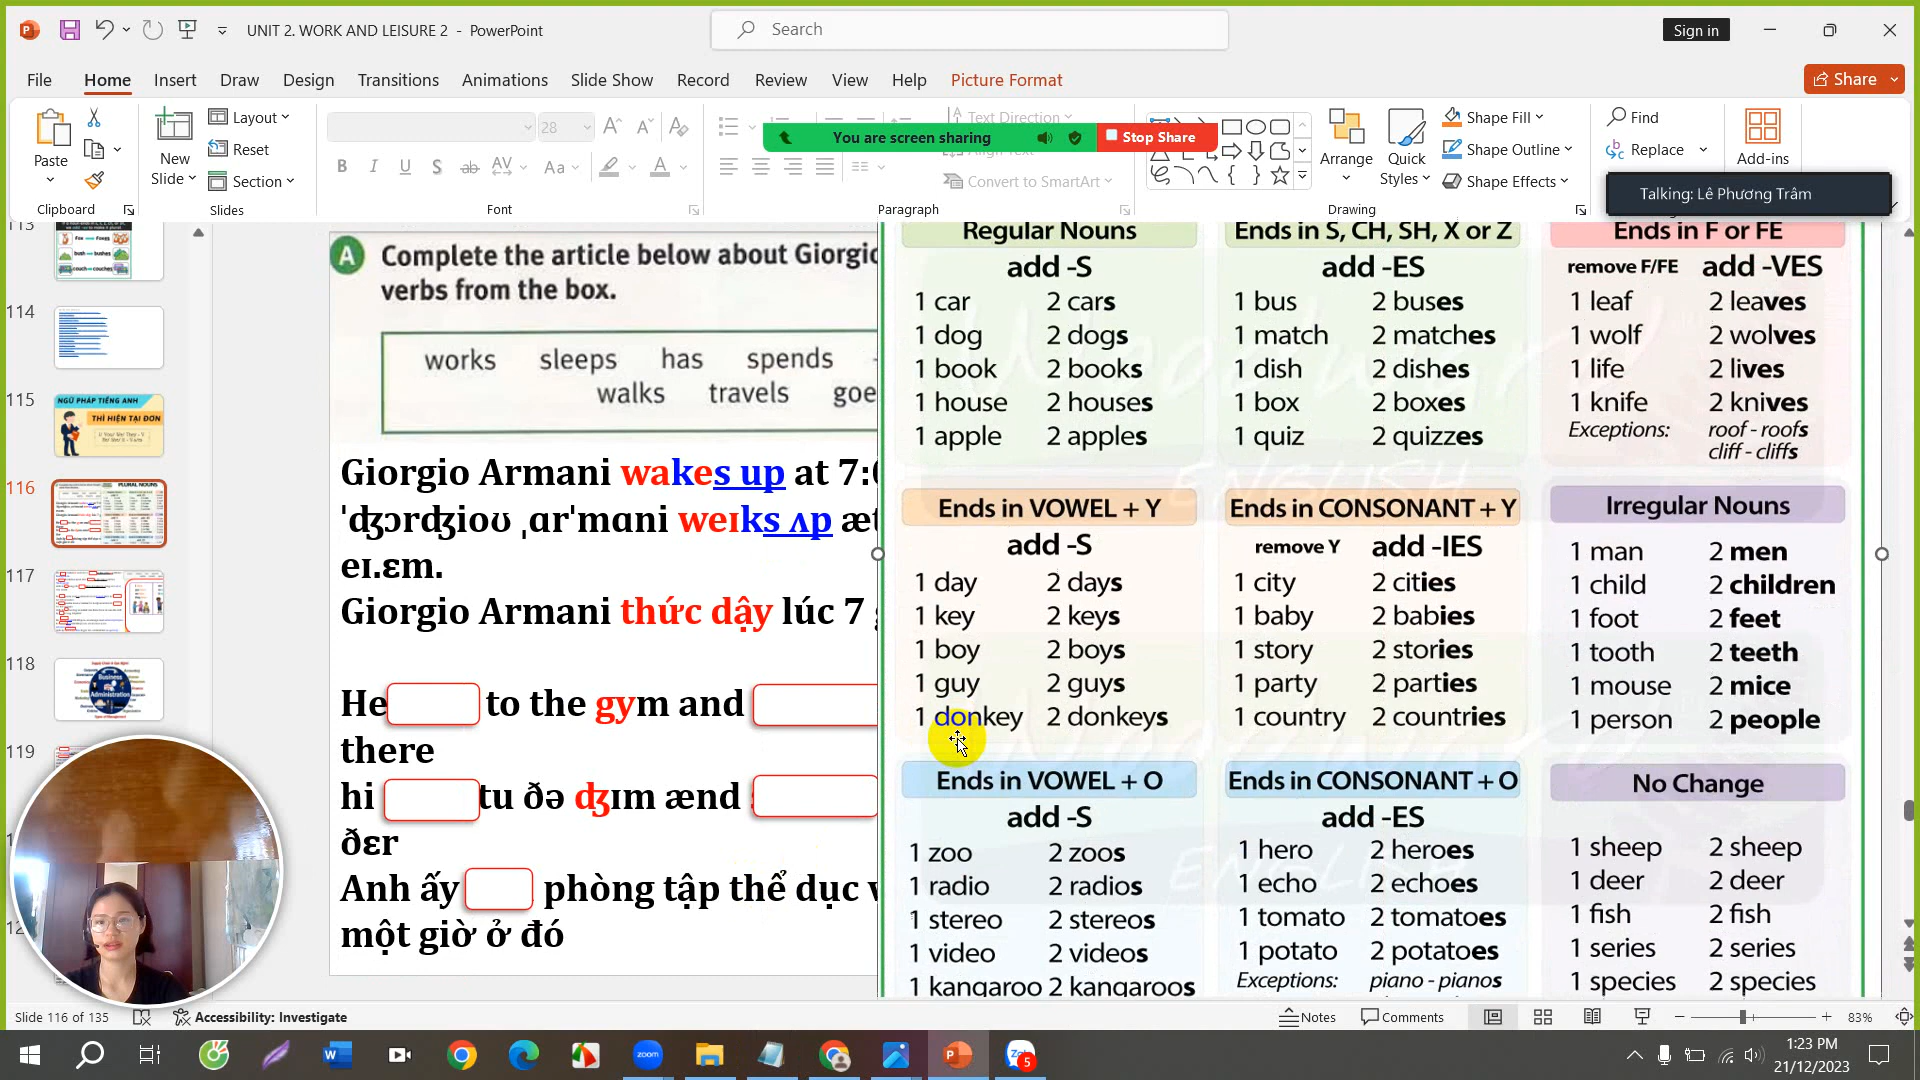 UNIT 2. WORK AND LEISURE 2 - PowerPoint
Search
Sign in
File Home Insert Draw Design Transitions Animations Slide Show Record Review View Help Picture Format
Share
Paste
Clipboard
New Slide
Layout
Reset
Section
Slides
28
Font
Text Direction
Convert to SmartArt
Paragraph
You are screen sharing
Stop Share
Arrange
Quick Styles
Shape Fill
Shape Outline
Shape Effects
Drawing
Find
Replace
Add-ins
Talking: Lê Phương Trâm
113
114
115
NGỮ PHÁP TIẾNG ANH
THÌ HIỆN TẠI ĐƠN
116
117
118
Business Administration
119
A Complete the article below about Giorgio
verbs from the box.
works sleeps has spends
walks travels goe
Giorgio Armani wakes up at 7:
ˈʤɔrʤioʊ ˌɑrˈmɑni weɪks ʌp æt
eɪ.ɛm.
Giorgio Armani thức dậy lúc 7
He to the gym and
there
hi tu ðə ʤɪm ænd
ðɛr
Anh ấy phòng tập thể dục
một giờ ở đó
Regular Nouns
add -S
1 car 2 cars
1 dog 2 dogs
1 book 2 books
1 house 2 houses
1 apple 2 apples
Ends in S, CH, SH, X or Z
add -ES
1 bus 2 buses
1 match 2 matches
1 dish 2 dishes
1 box 2 boxes
1 quiz 2 quizzes
Ends in F or FE
remove F/FE add -VES
1 leaf 2 leaves
1 wolf 2 wolves
1 life 2 lives
1 knife 2 knives
Exceptions: roof - roofs
cliff - cliffs
Ends in VOWEL + Y
add -S
1 day 2 days
1 key 2 keys
1 boy 2 boys
1 guy 2 guys
1 donkey 2 donkeys
Ends in CONSONANT + Y
remove Y add -IES
1 city 2 cities
1 baby 2 babies
1 story 2 stories
1 party 2 parties
1 country 2 countries
Irregular Nouns
1 man 2 men
1 child 2 children
1 foot 2 feet
1 tooth 2 teeth
1 mouse 2 mice
1 person 2 people
Ends in VOWEL + O
add -S
1 zoo 2 zoos
1 radio 2 radios
1 stereo 2 stereos
1 video 2 videos
1 kangaroo 2 kangaroos
Ends in CONSONANT + O
add -ES
1 hero 2 heroes
1 echo 2 echoes
1 tomato 2 tomatoes
1 potato 2 potatoes
Exceptions: piano - pianos
No Change
1 sheep 2 sheep
1 deer 2 deer
1 fish 2 fish
1 series 2 series
1 species 2 species
Slide 116 of 135
Accessibility: Investigate
Notes
Comments
83%
zoom
5
1:23 PM
21/12/2023